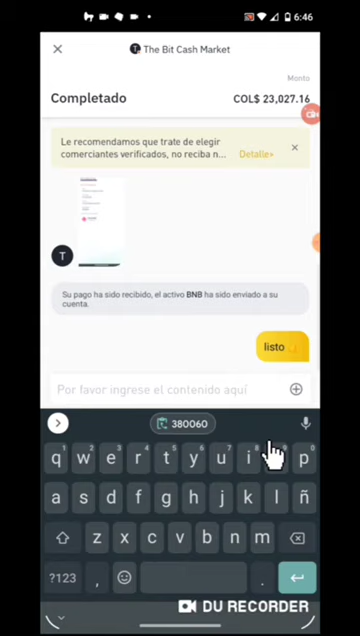 6:46
The Bit Cash Market
Monto
Completado
COL$ 23,027.16
Le recomendamos que trate de elegir
comerciantes verificados, no reciba n...
Detalle»
T
Su pago ha sido recibido, el activo BNB ha sido enviado a su
cuenta.
listo
Por favor ingrese el contenido aquí
380060
q w e r t y u i p
a s d f g h j k l ñ
z x c v b n m
?123 , .
DU RECORDER